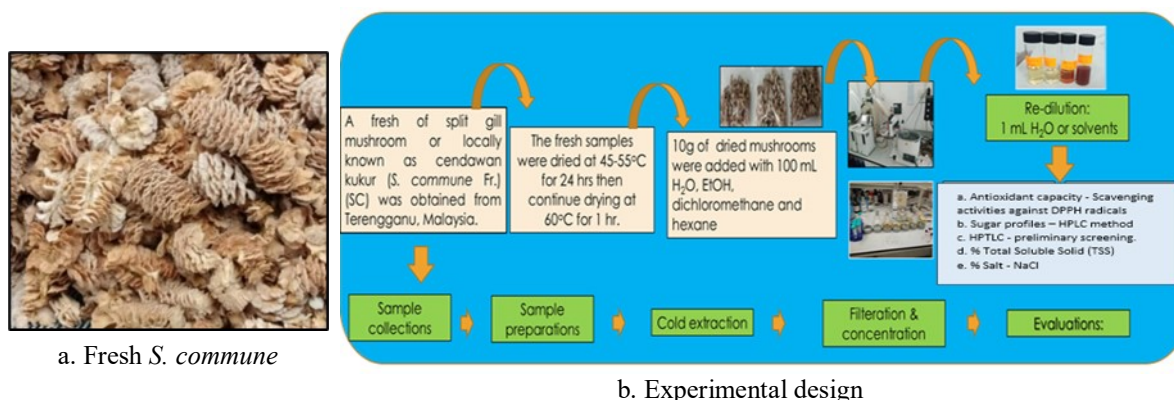 A fresh of split gill
mushroom or locally
known as cendawan
kukur (S. commune Fr.)
(SC) was obtained from
Terengganu, Malaysia.
The fresh samples
were dried at 45-55°C
for 24 hrs then
continue drying at
60°C for 1 hr.
10g of dried mushrooms
were added with 100 mL
H₂O, EtOH,
dichloromethane and
hexane
Re-dilution:
1 mL H₂O or solvents
a. Antioxidant capacity - Scavenging
activities against DPPH radicals
b. Sugar profiles – HPLC method
c. HPTLC - preliminary screening.
d. % Total Soluble Solid (TSS)
e. % Salt - NaCl
Sample
collections
Sample
preparations
Cold extraction
Filteration &
concentration
Evaluations:
a. Fresh S. commune
b. Experimental design